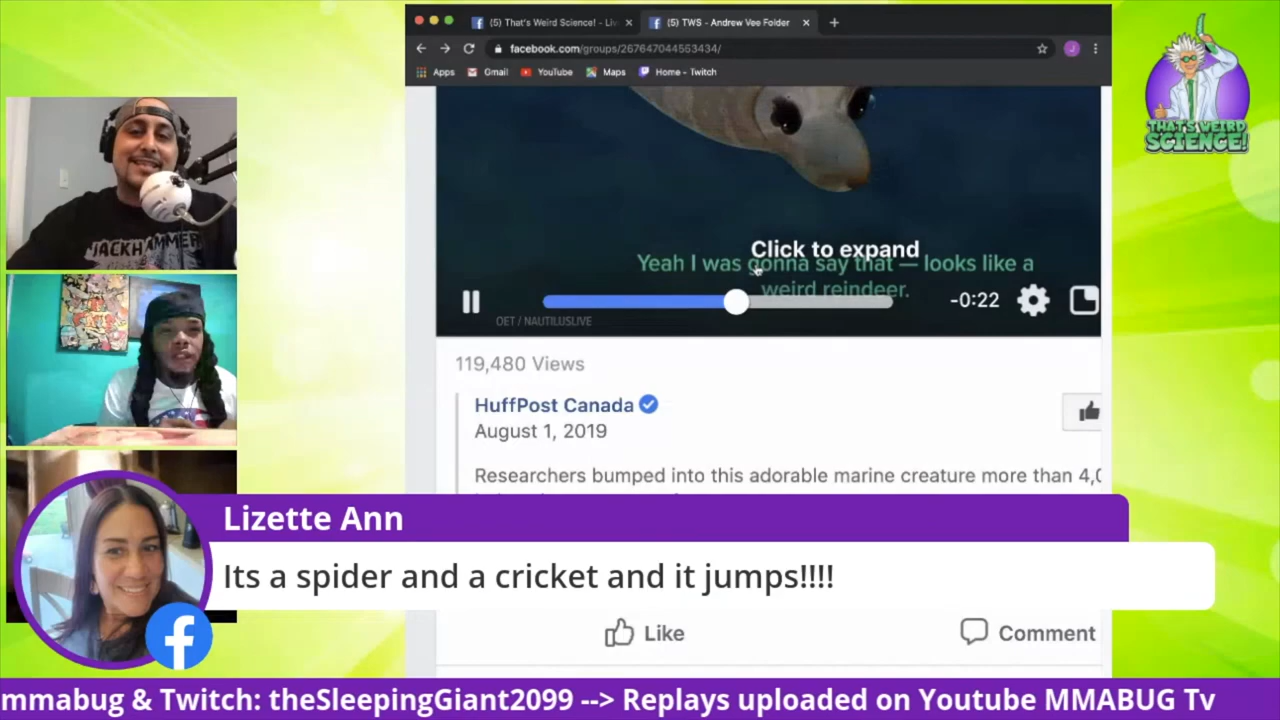 (5) That's Weird Science! - Liv
(5) TWS - Andrew Vee Folder
facebook.com/groups/267647044553434/
Apps
Gmail
YouTube
Maps
Home - Twitch
THAT'S WEIRD
SCIENCE!
JACKHAMMER
Click to expand
Yeah I was gonna say that — looks like a
weird reindeer.
-0:22
OET / NAUTILUSLIVE
119,480 Views
HuffPost Canada
August 1, 2019
Researchers bumped into this adorable marine creature more than 4,0
Lizette Ann
Its a spider and a cricket and it jumps!!!!
Like
Comment
mmabug & Twitch: theSleepingGiant2099 --> Replays uploaded on Youtube MMABUG Tv